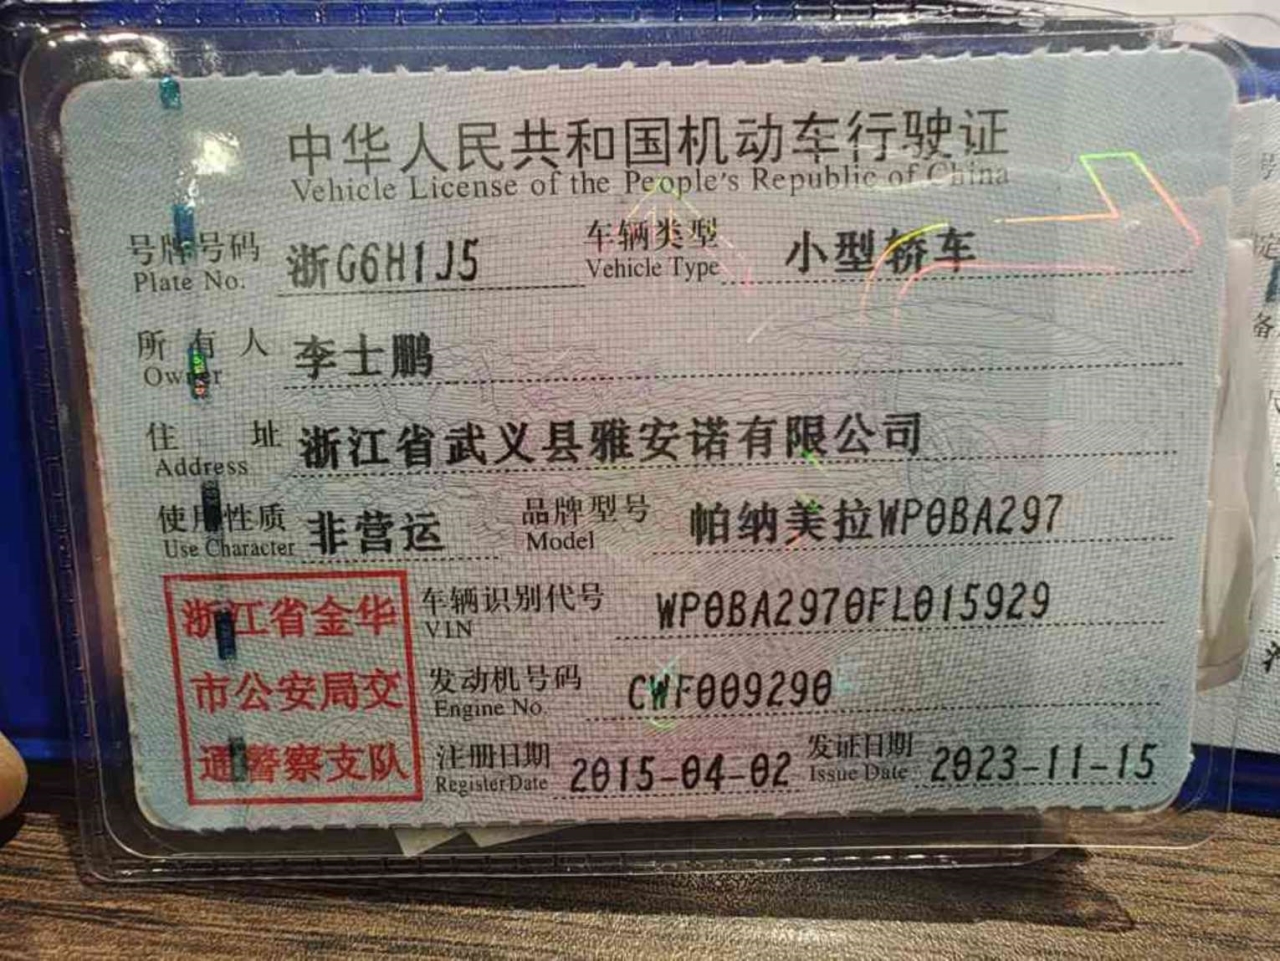 中华人民共和国机动车行驶证
Vehicle License of the People's Republic of China
号牌号码 浙G6H1J5 车辆类型 小型轿车
Plate No. Vehicle Type
所有人 李士鹏
Owner
住址 浙江省武义县雅安诺有限公司
Address
使用性质 非营运 品牌型号 帕纳美拉WP0BA297
Use Character Model
浙江省金华 车辆识别代号 WP0BA2970FL015929
VIN
市公安局交 发动机号码 CWF009290
Engine No.
通警察支队 注册日期 2015-04-02 发证日期 2023-11-15
Register Date Issue Date